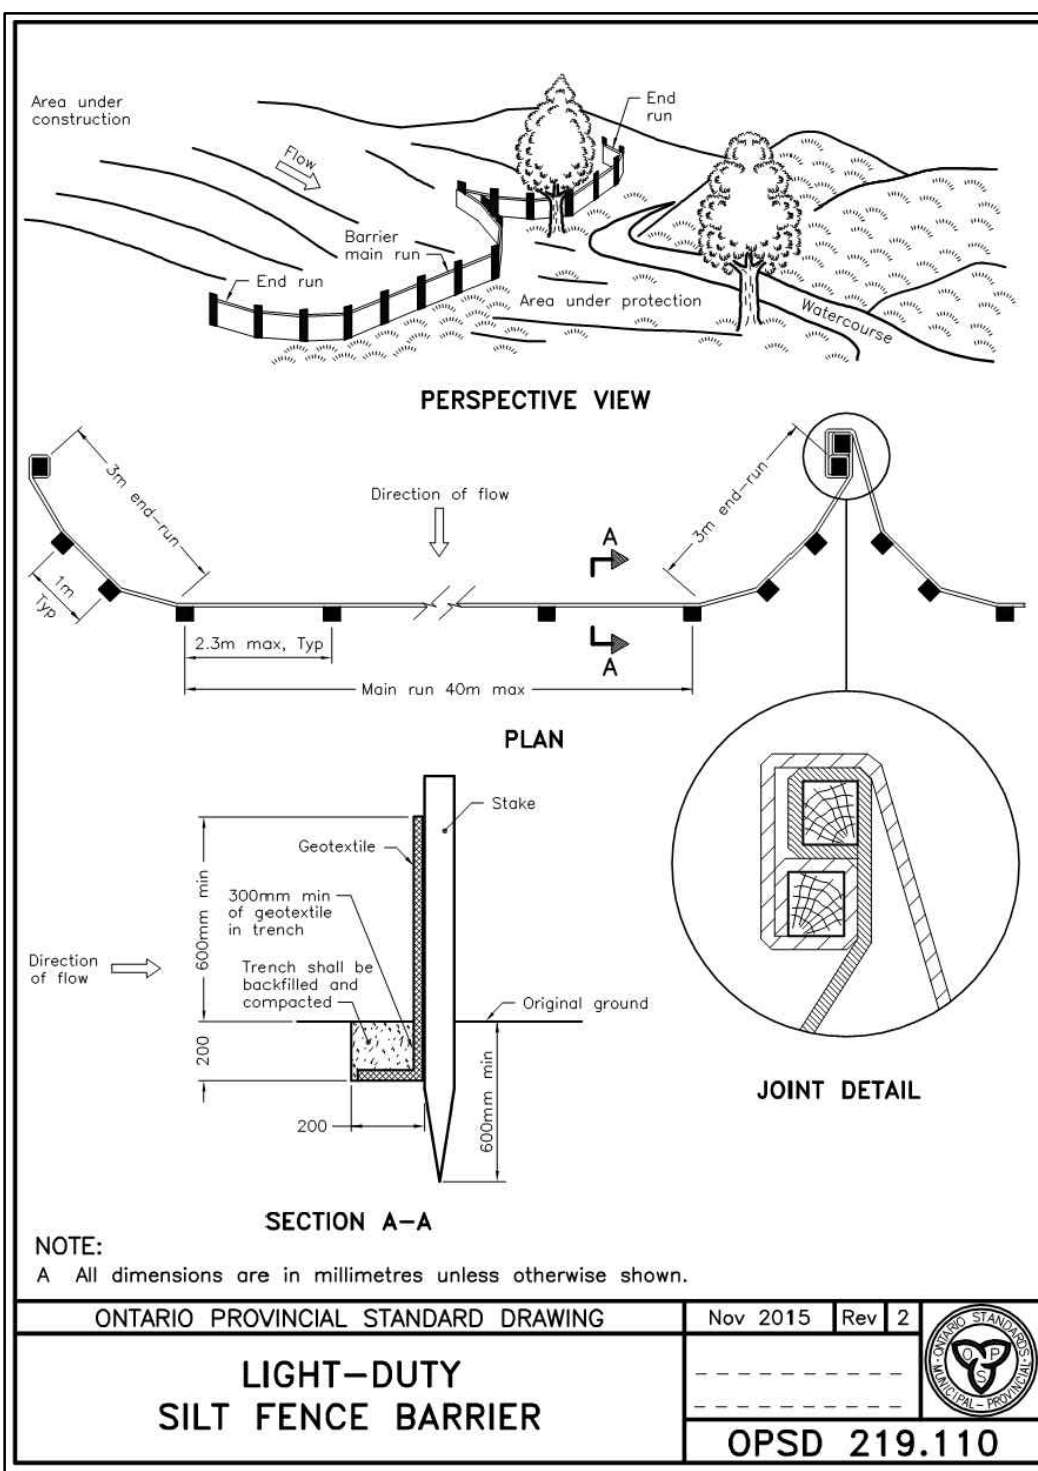 Area under
construction
End
run
Flow
Barrier
main run
End run
Area under protection
Watercourse
PERSPECTIVE VIEW
3m end-run
Direction of flow
3m end-run
A
1m
Typ
2.3m max, Typ
A
Main run 40m max
PLAN
Stake
Geotextile
600mm min
300mm min
of geotextile
in trench
Direction
of flow
Trench shall be
backfilled and
compacted
Original ground
200
600mm min
200
JOINT DETAIL
SECTION A-A
NOTE:
A All dimensions are in millimetres unless otherwise shown.
ONTARIO PROVINCIAL STANDARD DRAWING
Nov 2015 Rev 2
ONTARIO STANDARDS
O P
S
MUNICIPAL - PROVINCIAL
LIGHT-DUTY
SILT FENCE BARRIER
OPSD 219.110